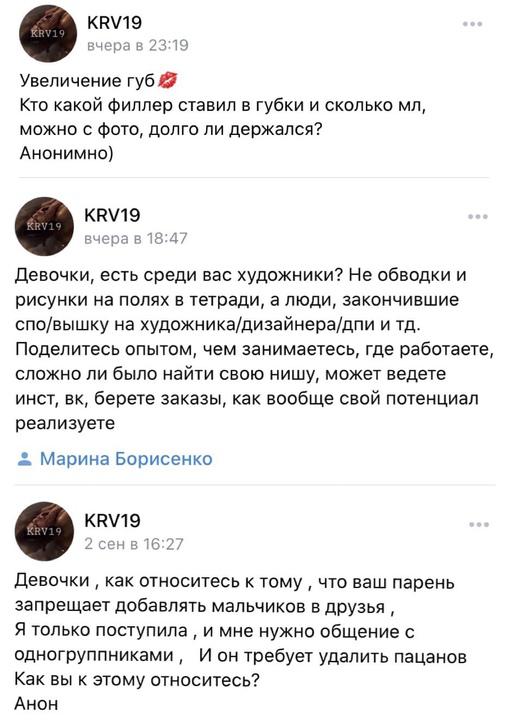 KRV19
KRV19
вчера в 23:19
Увеличение губ💋
Кто какой филлер ставил в губки и сколько мл,
можно с фото, долго ли держался?
Анонимно)
KRV19
KRV19
вчера в 18:47
Девочки, есть среди вас художники? Не обводки и
рисунки на полях в тетради, а люди, закончившие
спо/вышку на художника/дизайнера/дпи и тд.
Поделитесь опытом, чем занимаетесь, где работаете,
сложно ли было найти свою нишу, может ведете
инст, вк, берете заказы, как вообще свой потенциал
реализуете
Марина Борисенко
KRV19
KRV19
2 сен в 16:27
Девочки , как относитесь к тому , что ваш парень
запрещает добавлять мальчиков в друзья ,
Я только поступила , и мне нужно общение с
одногруппниками , И он требует удалить пацанов
Как вы к этому относитесь?
Анон